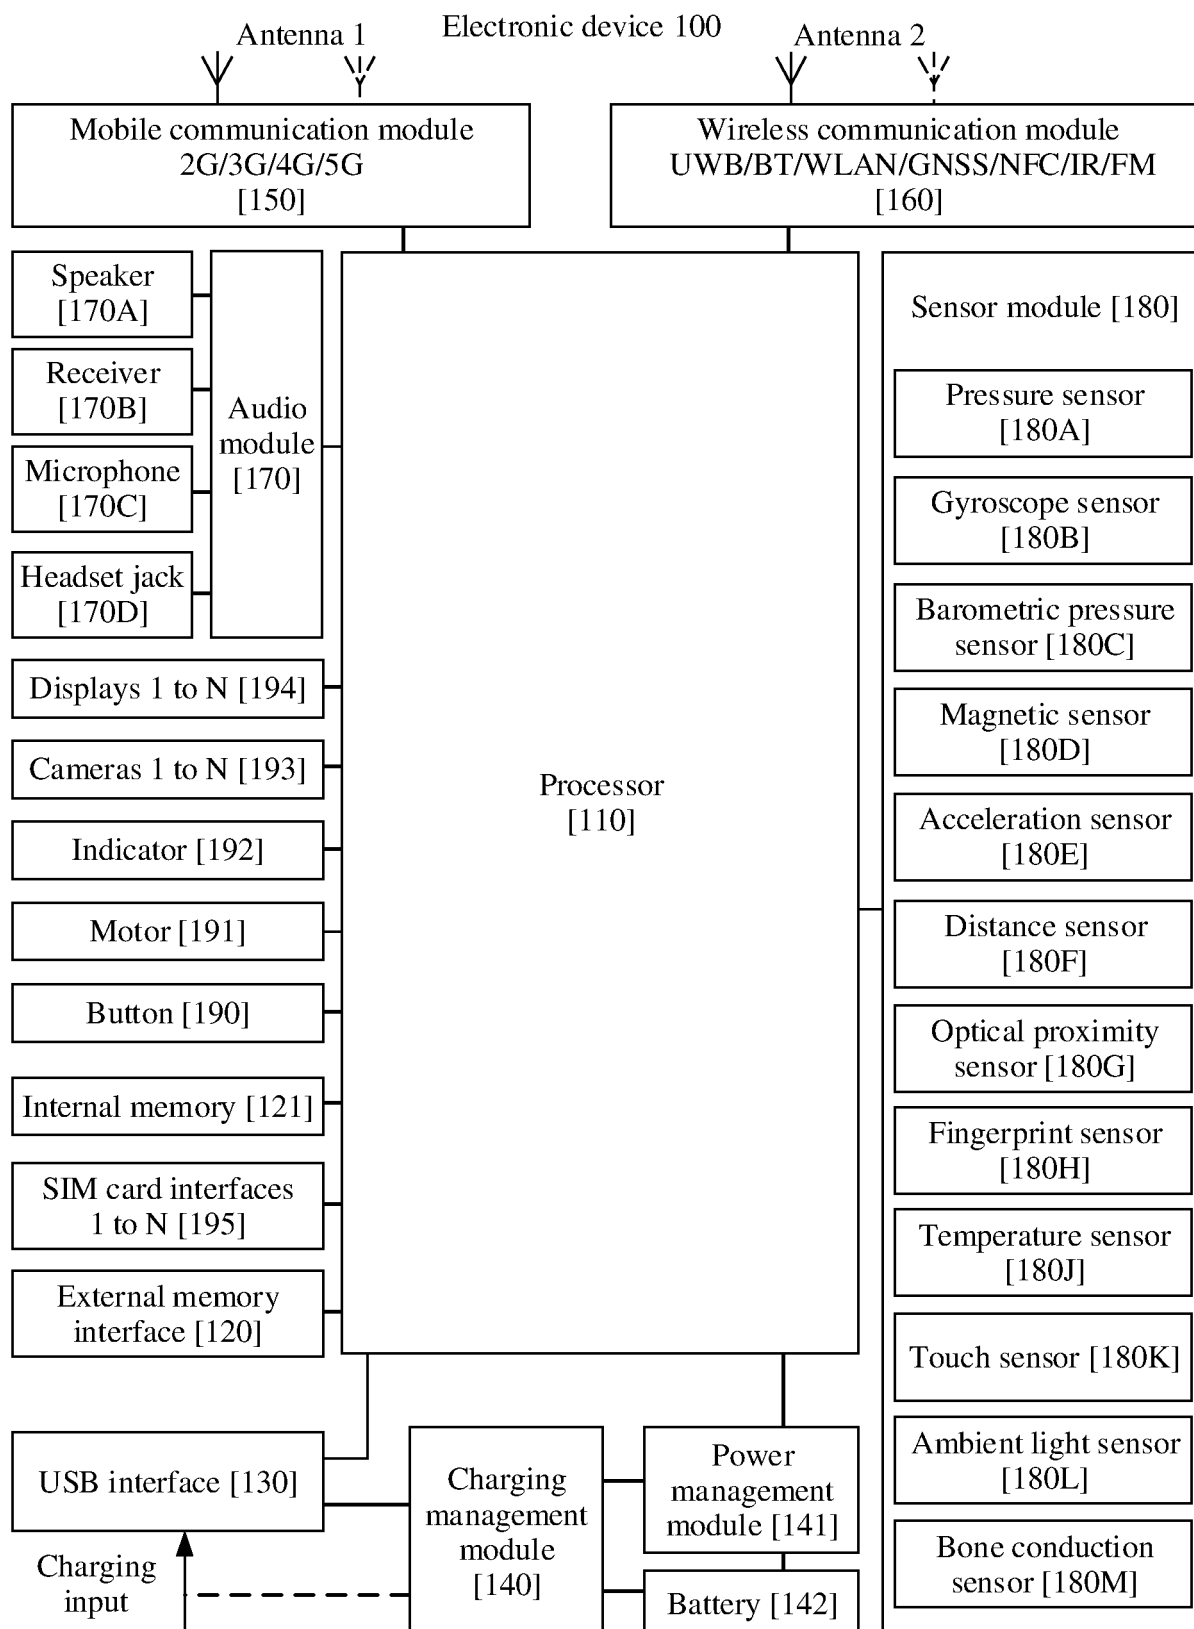 Electronic device 100
Antenna 1
Antenna 2
Mobile communication module
2G/3G/4G/5G
[150]
Wireless communication module
UWB/BT/WLAN/GNSS/NFC/IR/FM
[160]
Speaker
[170A]
Receiver
[170B]
Microphone
[170C]
Headset jack
[170D]
Audio
module
[170]
Displays 1 to N [194]
Cameras 1 to N [193]
Indicator [192]
Motor [191]
Button [190]
Internal memory [121]
SIM card interfaces
1 to N [195]
External memory
interface [120]
Processor
[110]
Sensor module [180]
Pressure sensor
[180A]
Gyroscope sensor
[180B]
Barometric pressure
sensor [180C]
Magnetic sensor
[180D]
Acceleration sensor
[180E]
Distance sensor
[180F]
Optical proximity
sensor [180G]
Fingerprint sensor
[180H]
Temperature sensor
[180J]
Touch sensor [180K]
Ambient light sensor
[180L]
Bone conduction
sensor [180M]
USB interface [130]
Charging
input
Charging
management
module
[140]
Power
management
module [141]
Battery [142]